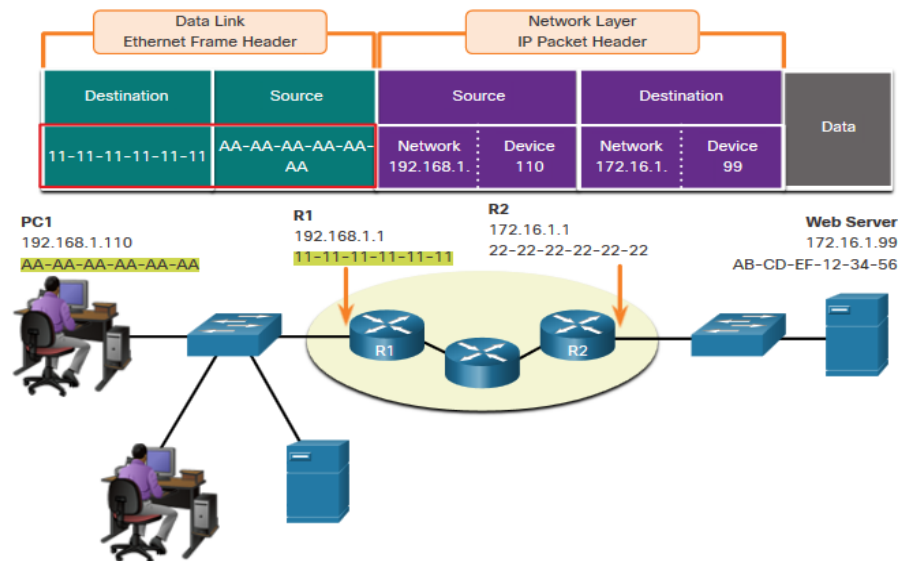 Data Link
Ethernet Frame Header
Network Layer
IP Packet Header
Destination
Source
Source
Destination
Data
11-11-11-11-11-11
AA-AA-AA-AA-AA-
AA
Network
192.168.1.
Device
110
Network
172.16.1.
Device
99
PC1
192.168.1.110
AA-AA-AA-AA-AA-AA
R1
192.168.1.1
11-11-11-11-11-11
R2
172.16.1.1
22-22-22-22-22-22
Web Server
172.16.1.99
AB-CD-EF-12-34-56
R1
R2